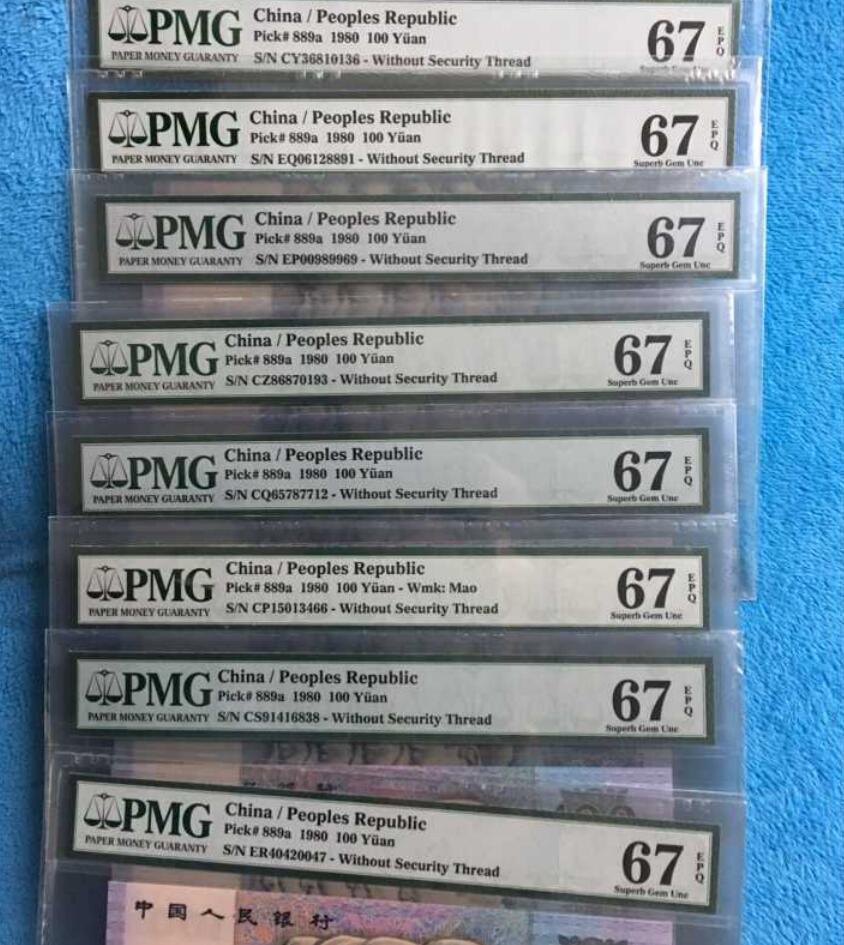 PMG
PAPER MONEY GUARANTY
China / Peoples Republic
Pick# 889a 1980 100 Yüan
S/N CY36810136 - Without Security Thread
67
EPQ
Superb Gem Unc
PMG
PAPER MONEY GUARANTY
China / Peoples Republic
Pick# 889a 1980 100 Yüan
S/N EQ06128891 - Without Security Thread
67
EPQ
Superb Gem Unc
PMG
PAPER MONEY GUARANTY
China / Peoples Republic
Pick# 889a 1980 100 Yüan
S/N EP00989969 - Without Security Thread
67
EPQ
Superb Gem Unc
PMG
PAPER MONEY GUARANTY
China / Peoples Republic
Pick# 889a 1980 100 Yüan
S/N CZ86870193 - Without Security Thread
67
EPQ
Superb Gem Unc
PMG
PAPER MONEY GUARANTY
China / Peoples Republic
Pick# 889a 1980 100 Yüan
S/N CQ65787712 - Without Security Thread
67
EPQ
Superb Gem Unc
PMG
PAPER MONEY GUARANTY
China / Peoples Republic
Pick# 889a 1980 100 Yüan - Wmk: Mao
S/N CP15013466 - Without Security Thread
67
EPQ
Superb Gem Unc
PMG
PAPER MONEY GUARANTY
China / Peoples Republic
Pick# 889a 1980 100 Yüan
S/N CS91416838 - Without Security Thread
67
EPQ
Superb Gem Unc
PMG
PAPER MONEY GUARANTY
China / Peoples Republic
Pick# 889a 1980 100 Yüan
S/N ER40420047 - Without Security Thread
67
EPQ
Superb Gem Unc
中国人民银行